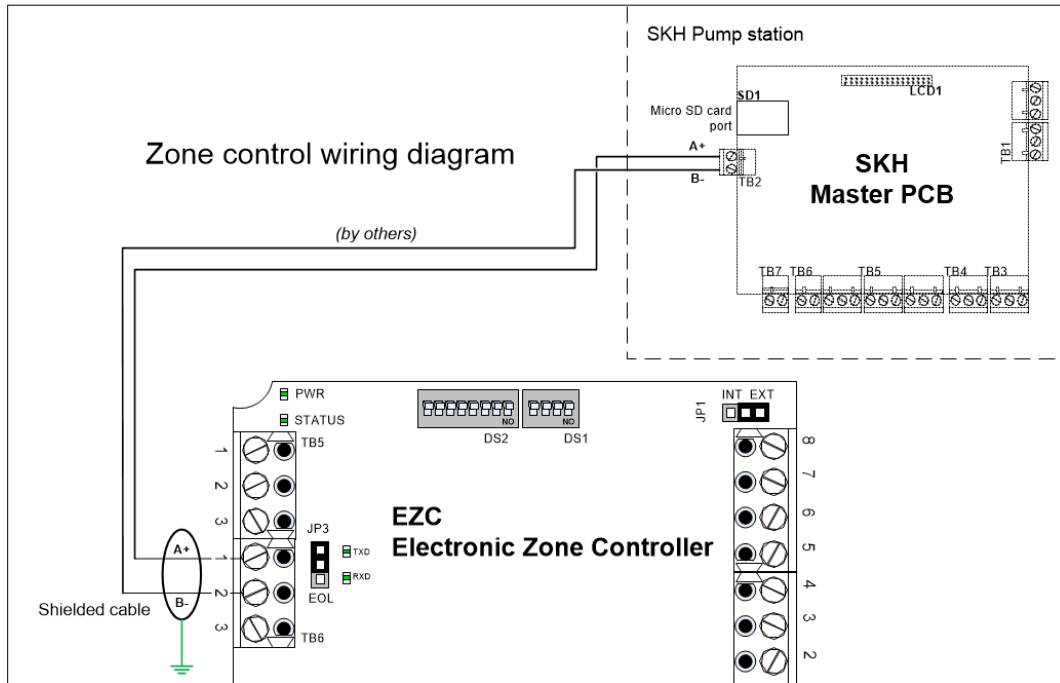 SKH Pump station
SD1
LCD1
Micro SD card
port
A+
B-
TB2
TB1
SKH
Master PCB
Zone control wiring diagram
(by others)
TB7
TB6
TB5
TB4
TB3
PWR
STATUS
NO
NO
DS2
DS1
INT EXT
JP1
TB5
1
2
3
JP3
TXD
RXD
EOL
1
2
3
TB6
EZC
Electronic Zone Controller
8
7
6
5
4
3
2
A+
B-
Shielded cable